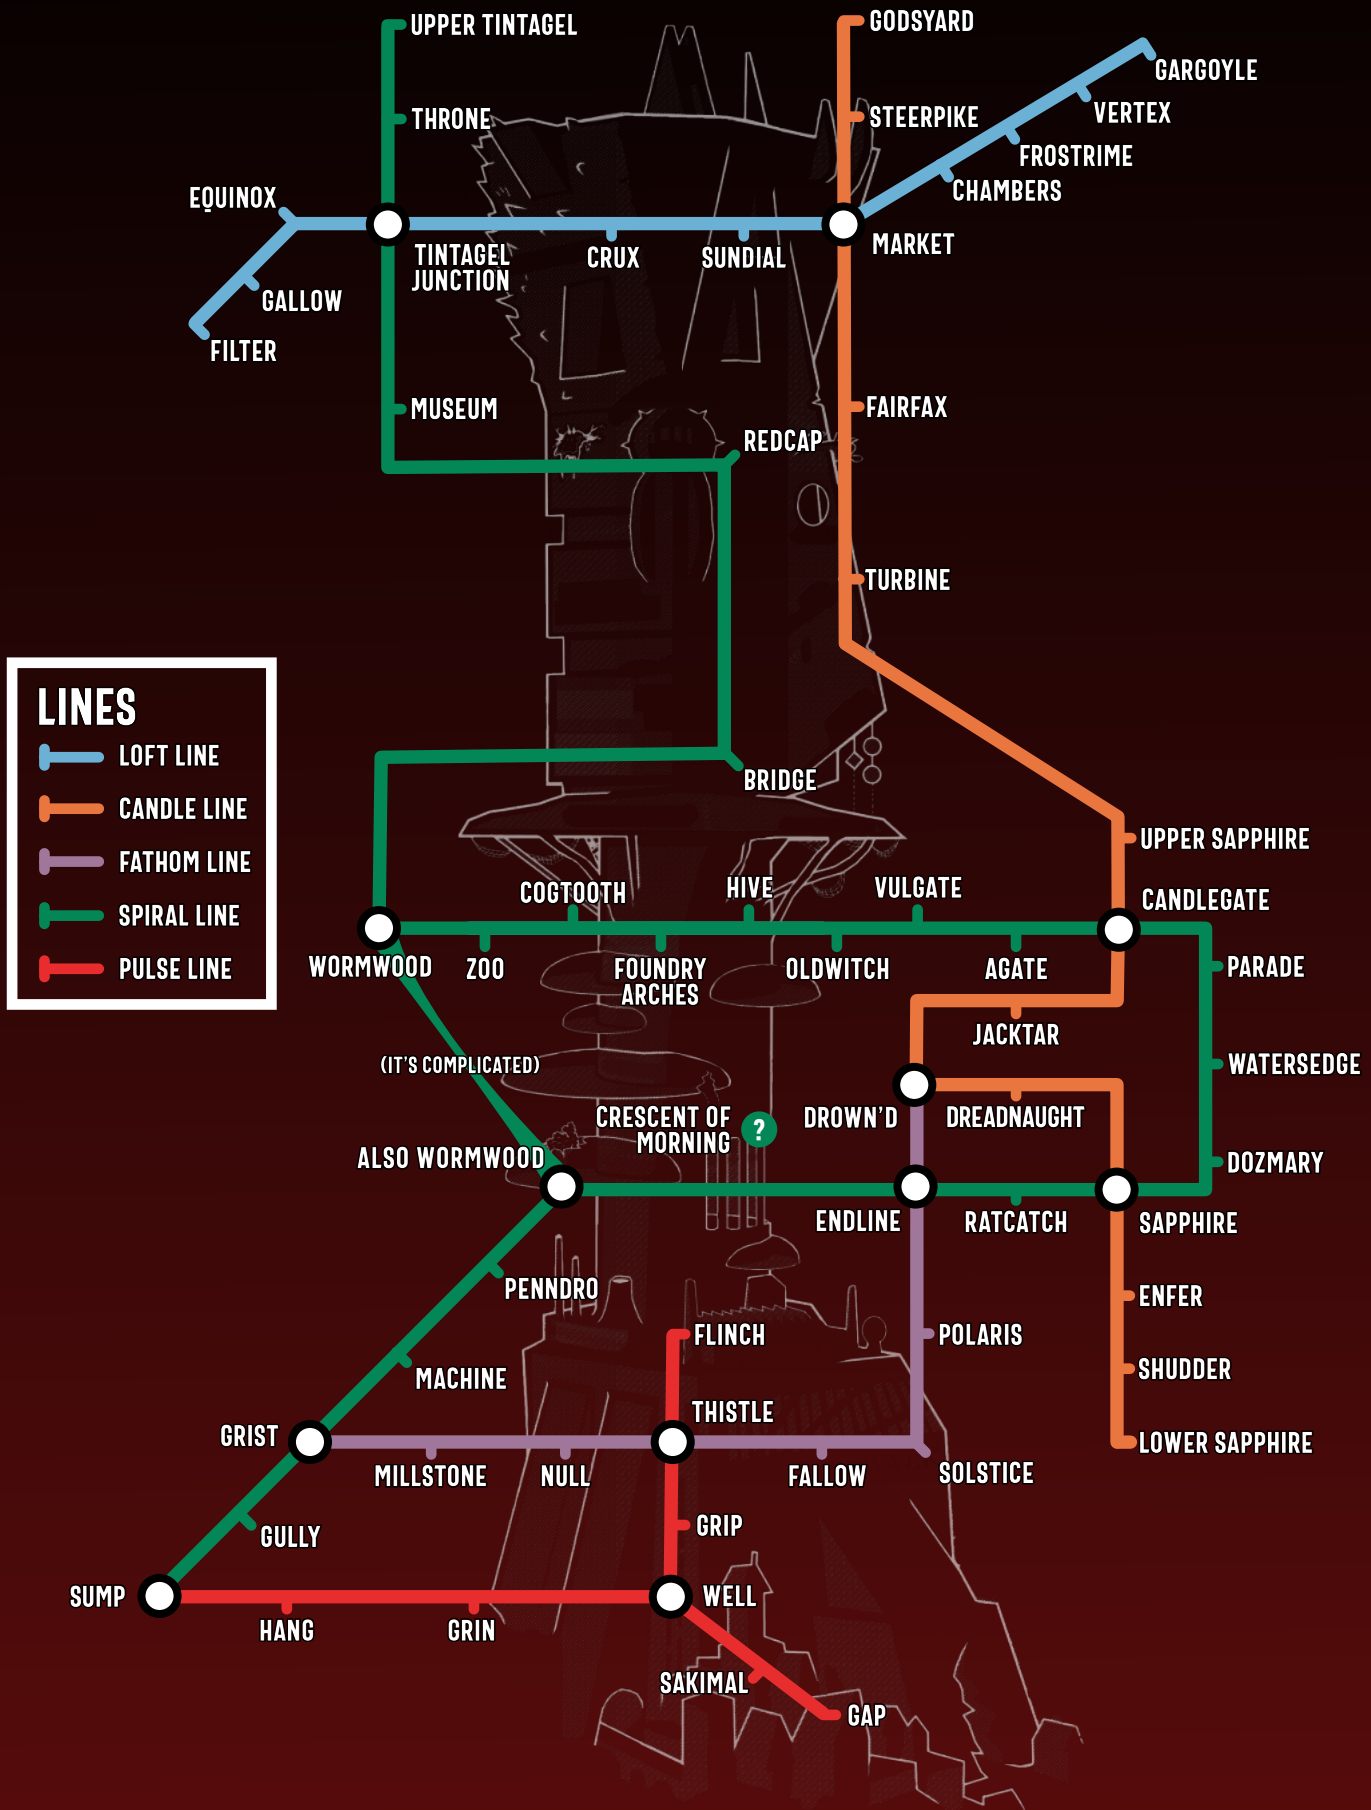 UPPER TINTAGEL
GODSYARD
GARGOYLE
THRONE
STEERPIKE
VERTEX
FROSTRIME
CHAMBERS
EQUINOX
TINTAGEL
JUNCTION
CRUX
SUNDIAL
MARKET
GALLOW
FILTER
MUSEUM
FAIRFAX
REDCAP
TURBINE
LINES
LOFT LINE
CANDLE LINE
FATHOM LINE
SPIRAL LINE
PULSE LINE
BRIDGE
UPPER SAPPHIRE
COGTOOTH
HIVE
VULGATE
CANDLEGATE
WORMWOOD
ZOO
FOUNDRY
ARCHES
OLDWITCH
AGATE
PARADE
JACKTAR
(IT'S COMPLICATED)
WATERSEDGE
CRESCENT OF
MORNING
?
DROWN'D
DREADNAUGHT
ALSO WORMWOOD
DOZMARY
ENDLINE
RATCATCH
SAPPHIRE
PENNDRO
ENFER
FLINCH
POLARIS
MACHINE
SHUDDER
THISTLE
GRIST
LOWER SAPPHIRE
MILLSTONE
NULL
FALLOW
SOLSTICE
GULLY
GRIP
SUMP
WELL
HANG
GRIN
SAKIMAL
GAP